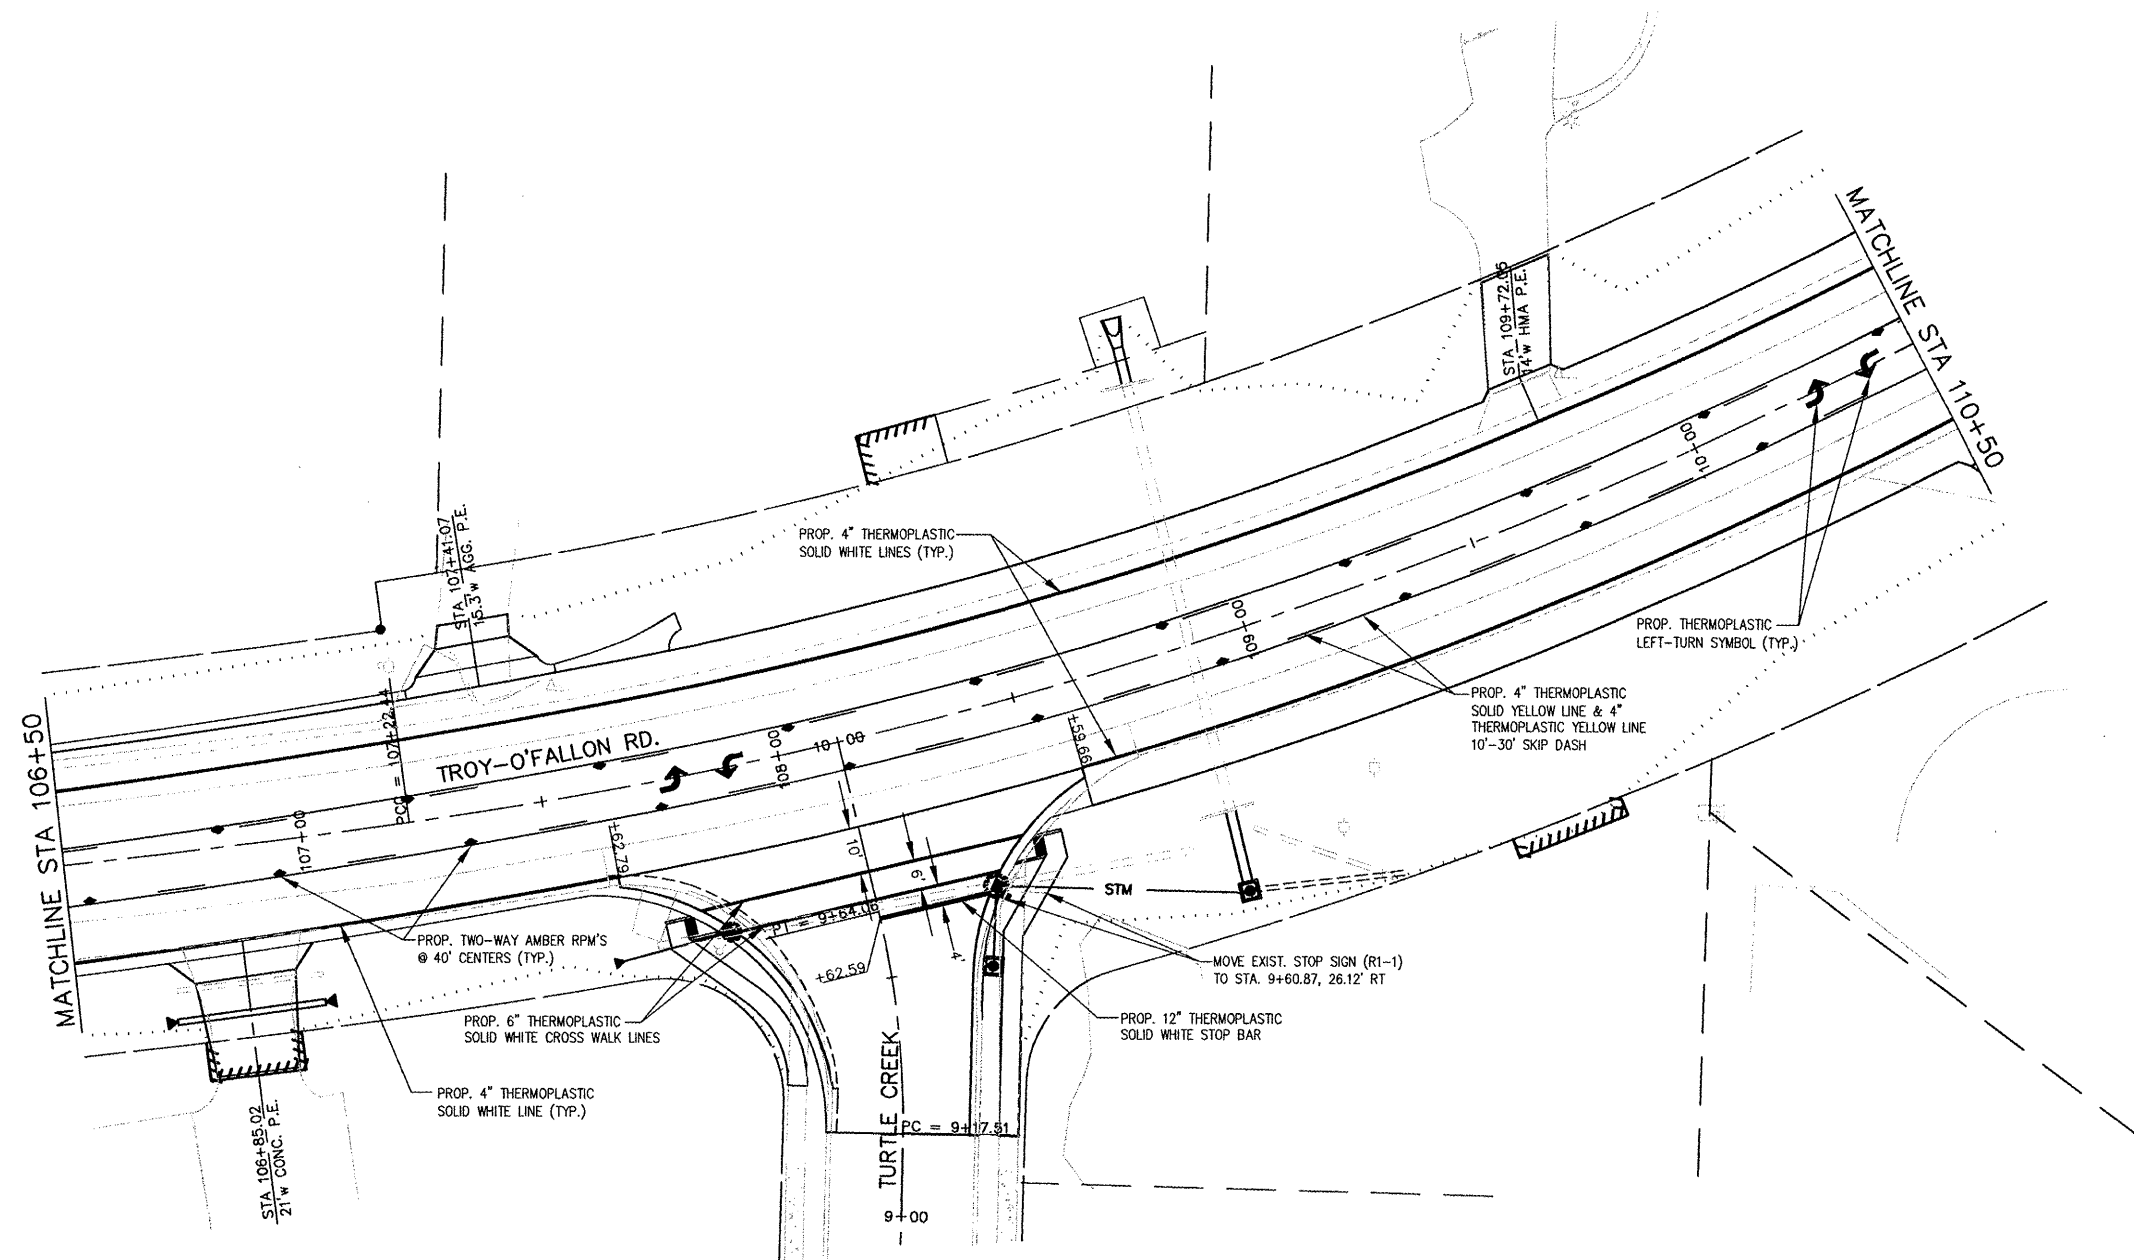 MATCHLINE STA 110+50
STA 109+72.05
14'w HMA P.E.
10+00
PROP. 4" THERMOPLASTIC
SOLID WHITE LINES (TYP.)
STA 107+41.07
15.3'w AGG. P.E.
109+00
PROP. THERMOPLASTIC
LEFT-TURN SYMBOL (TYP.)
PROP. 4" THERMOPLASTIC
SOLID YELLOW LINE & 4"
THERMOPLASTIC YELLOW LINE
10'-30' SKIP DASH
MATCHLINE STA 106+50
PCC = 107+22.44
TROY-O'FALLON RD.
108+00
10+00
+59.66
107+00
+62.79
10'
6'
4'
STM
PT = 9+64.06
+62.59
PROP. TWO-WAY AMBER RPM'S
@ 40' CENTERS (TYP.)
MOVE EXIST. STOP SIGN (R1-1)
TO STA. 9+60.87, 26.12' RT
PROP. 6" THERMOPLASTIC
SOLID WHITE CROSS WALK LINES
PROP. 12" THERMOPLASTIC
SOLID WHITE STOP BAR
PROP. 4" THERMOPLASTIC
SOLID WHITE LINE (TYP.)
STA 106+85.02
21'w CONC. P.E.
TURTLE CREEK
PC = 9+17.51
9+00